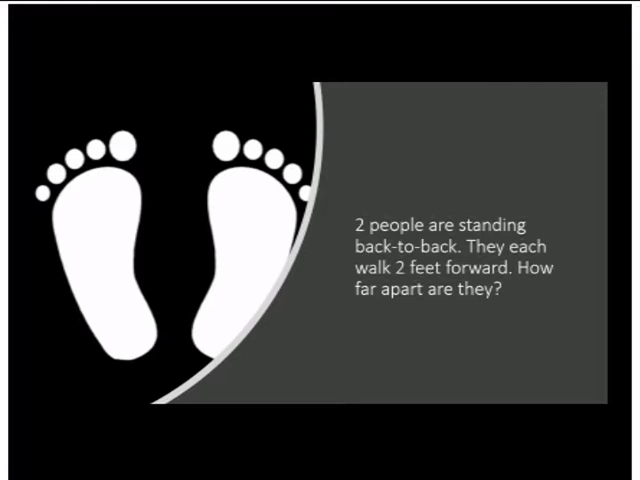 2 people are standing
back-to-back. They each
walk 2 feet forward. How
far apart are they?